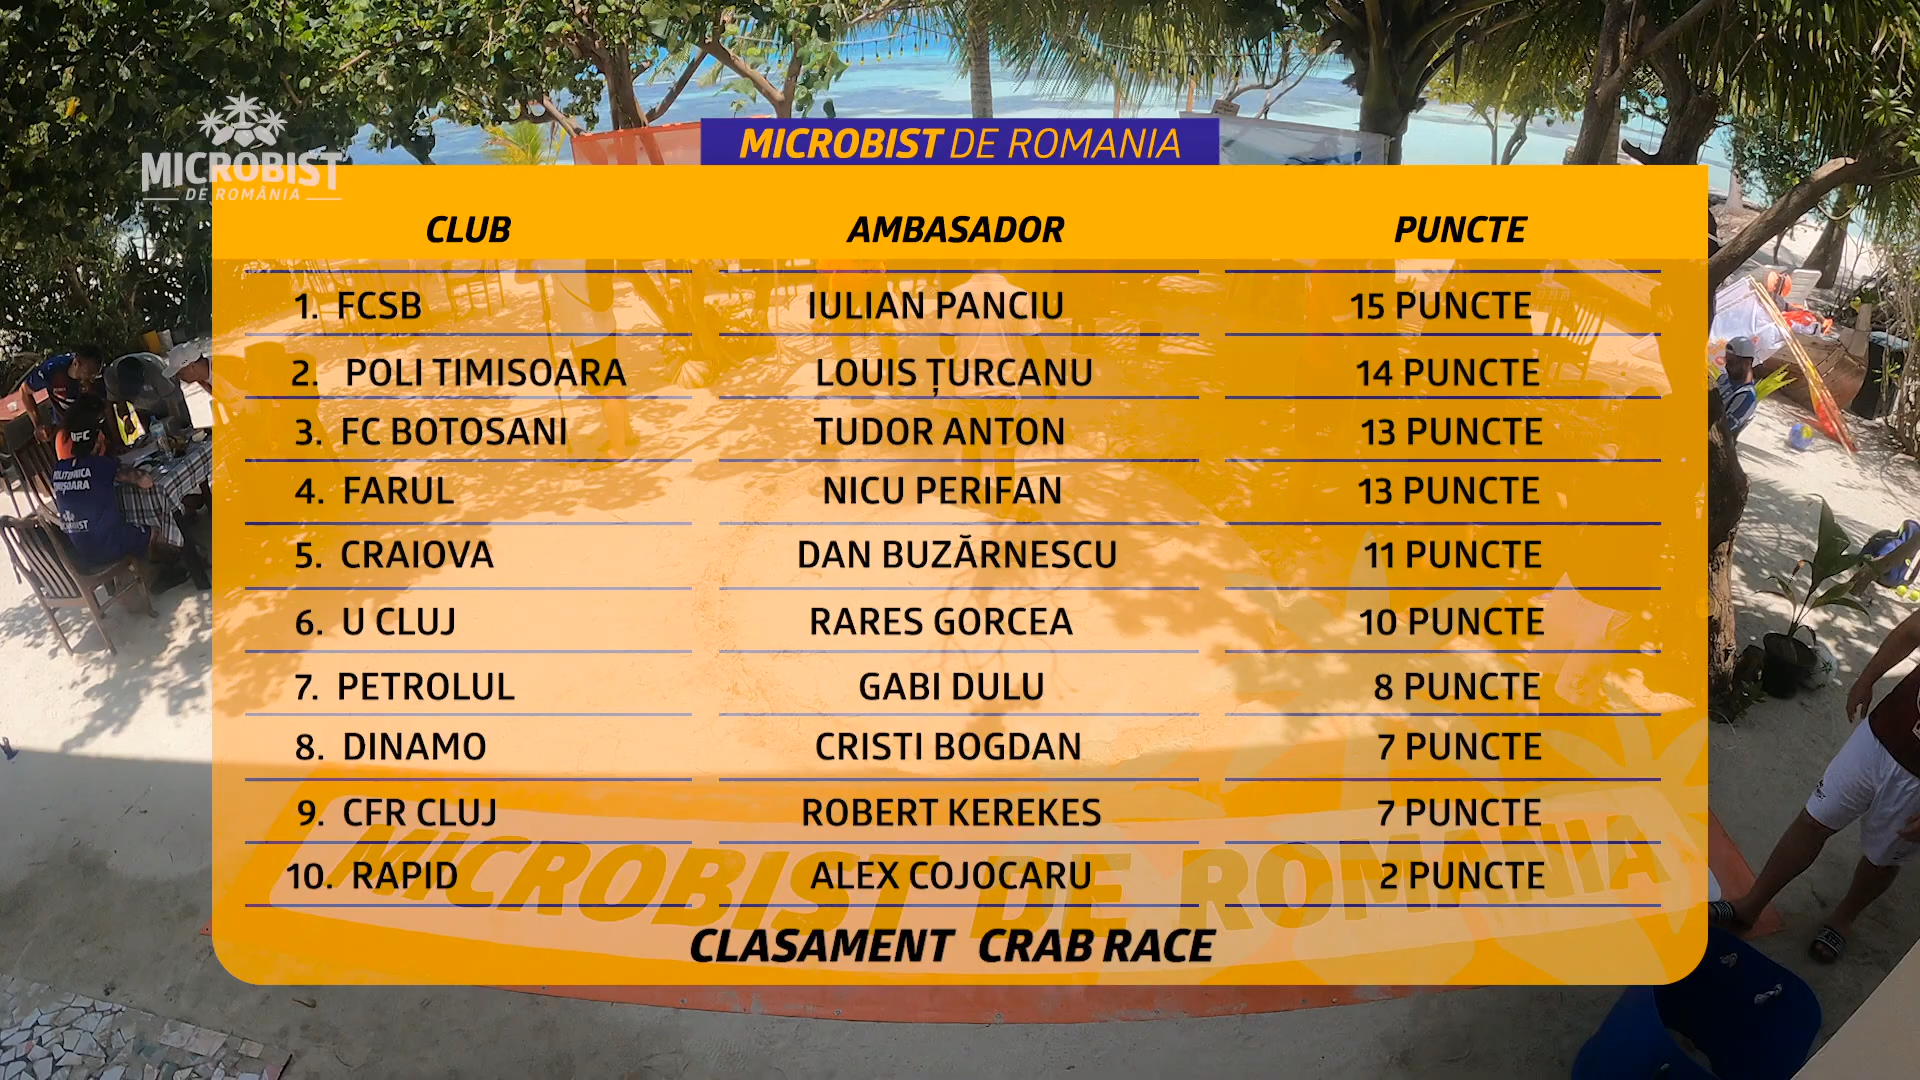 MICROBIST
DE ROMÂNIA
MICROBIST DE ROMANIA
CLUB AMBASADOR PUNCTE
1. FCSB IULIAN PANCIU 15 PUNCTE
2. POLI TIMISOARA LOUIS ȚURCANU 14 PUNCTE
3. FC BOTOSANI TUDOR ANTON 13 PUNCTE
4. FARUL NICU PERIFAN 13 PUNCTE
5. CRAIOVA DAN BUZĂRNESCU 11 PUNCTE
6. U CLUJ RARES GORCEA 10 PUNCTE
7. PETROLUL GABI DULU 8 PUNCTE
8. DINAMO CRISTI BOGDAN 7 PUNCTE
9. CFR CLUJ ROBERT KEREKES 7 PUNCTE
10. RAPID ALEX COJOCARU 2 PUNCTE
MICROBIST DE ROMANIA
CLASAMENT CRAB RACE